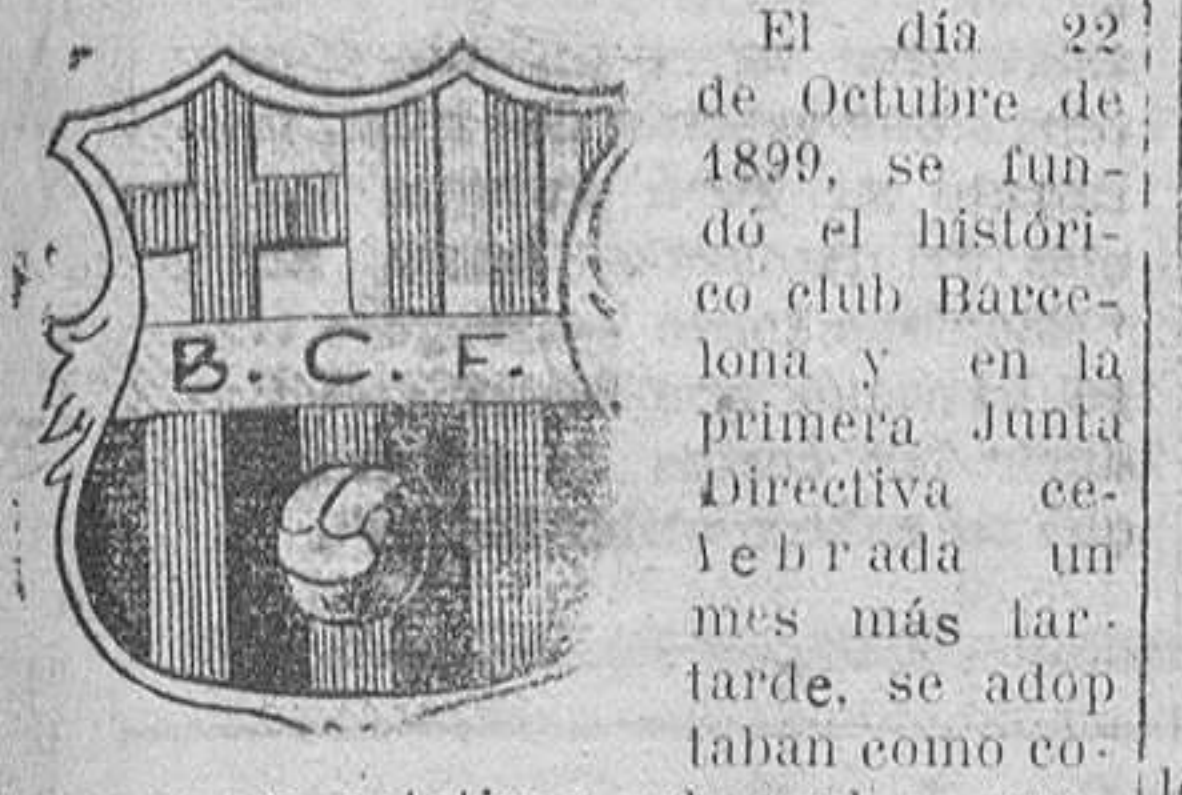 El día 22
de Octubre de
1899, se fun-
dó el históri-
co club Barce-
lona y en la
primera Junta
Directiva ce-
lebrada un
mes más tar-
tarde, se adop
taban como co-
B. C. F.